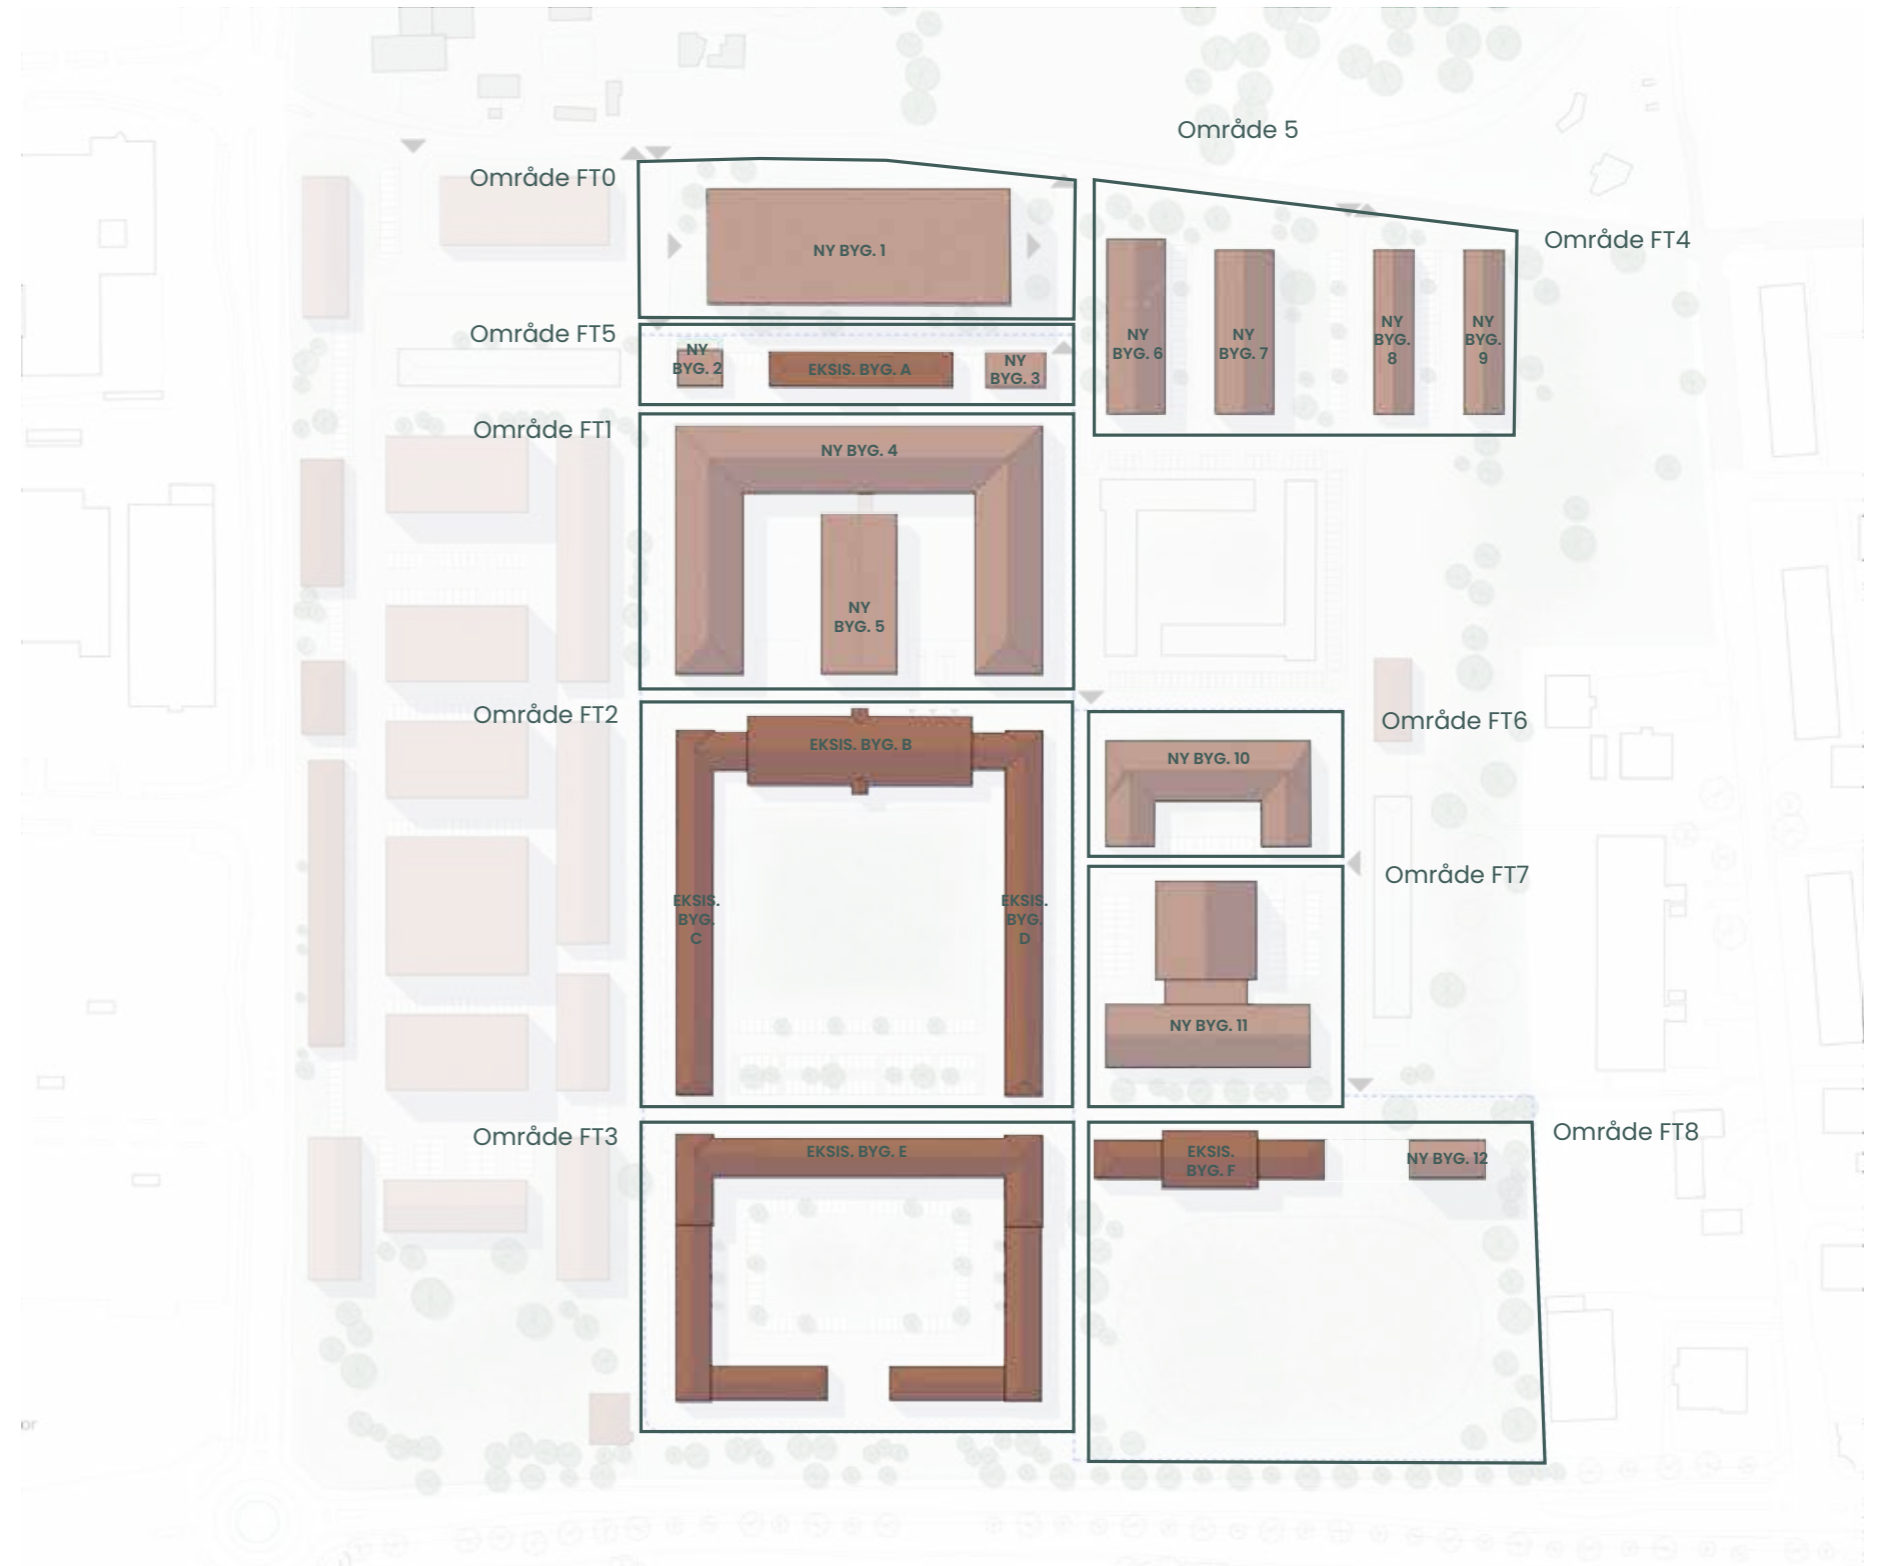 Område 5
Område FT0
NY BYG. 1
Område FT4
NY
BYG. 6
NY
BYG. 7
NY
BYG.
8
NY
BYG.
9
Område FT5
NY
BYG. 2
EKSIS. BYG. A
NY
BYG. 3
Område FT1
NY BYG. 4
NY
BYG. 5
Område FT2
EKSIS. BYG. B
EKSIS.
BYG.
C
EKSIS.
BYG.
D
Område FT6
NY BYG. 10
Område FT7
NY BYG. 11
Område FT3
EKSIS. BYG. E
Område FT8
EKSIS.
BYG. F
NY BYG. 12
or